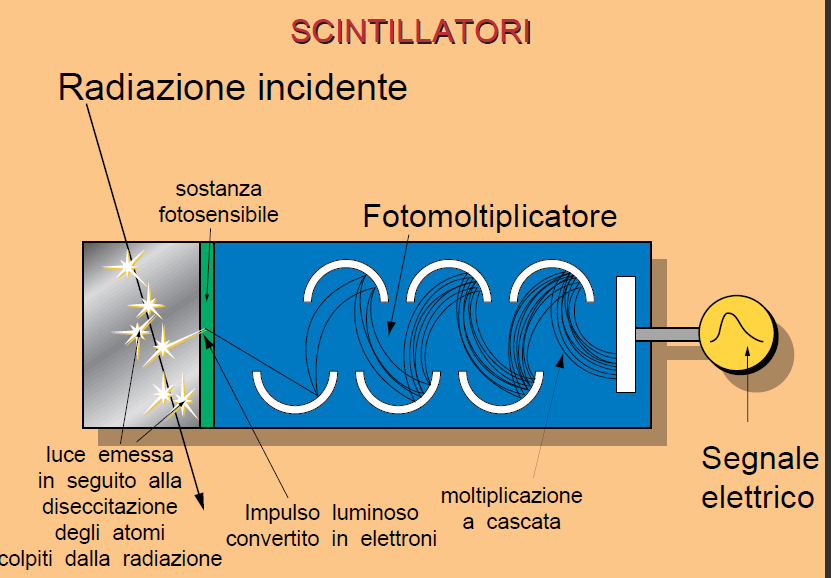 SCINTILLATORI
Radiazione incidente
sostanza
fotosensibile
Fotomoltiplicatore
luce emessa
in seguito alla
diseccitazione
degli atomi
colpiti dalla radiazione
Impulso luminoso
convertito in elettroni
moltiplicazione
a cascata
Segnale
elettrico